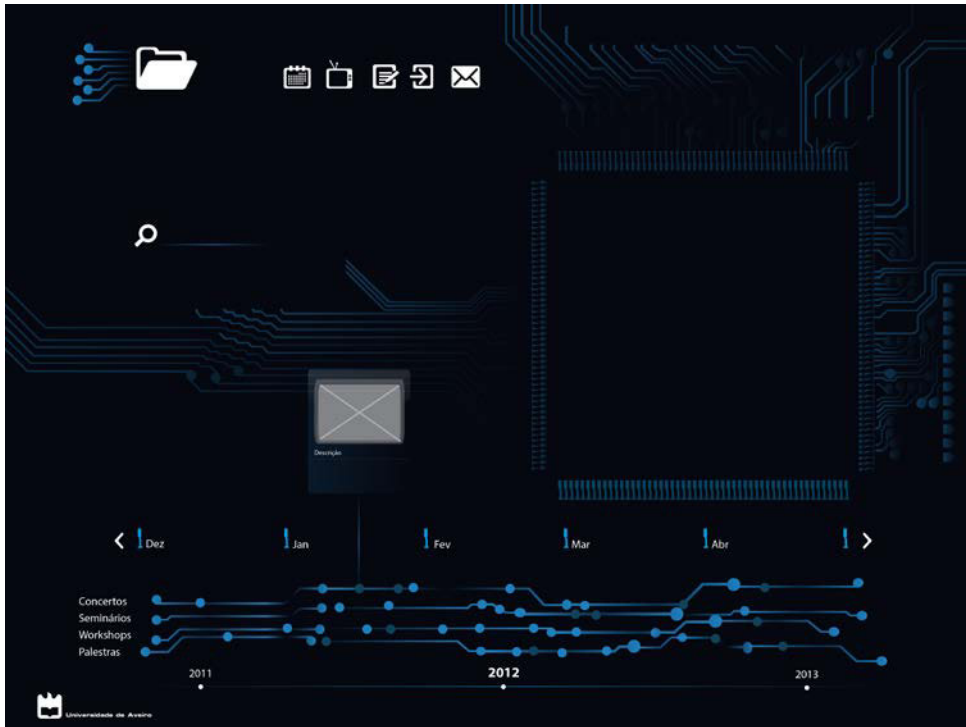 Descrição
Dez Jan Fev Mar Abr
Concertos
Seminários
Workshops
Palestras
2011 2012 2013
Universidade de Aveiro